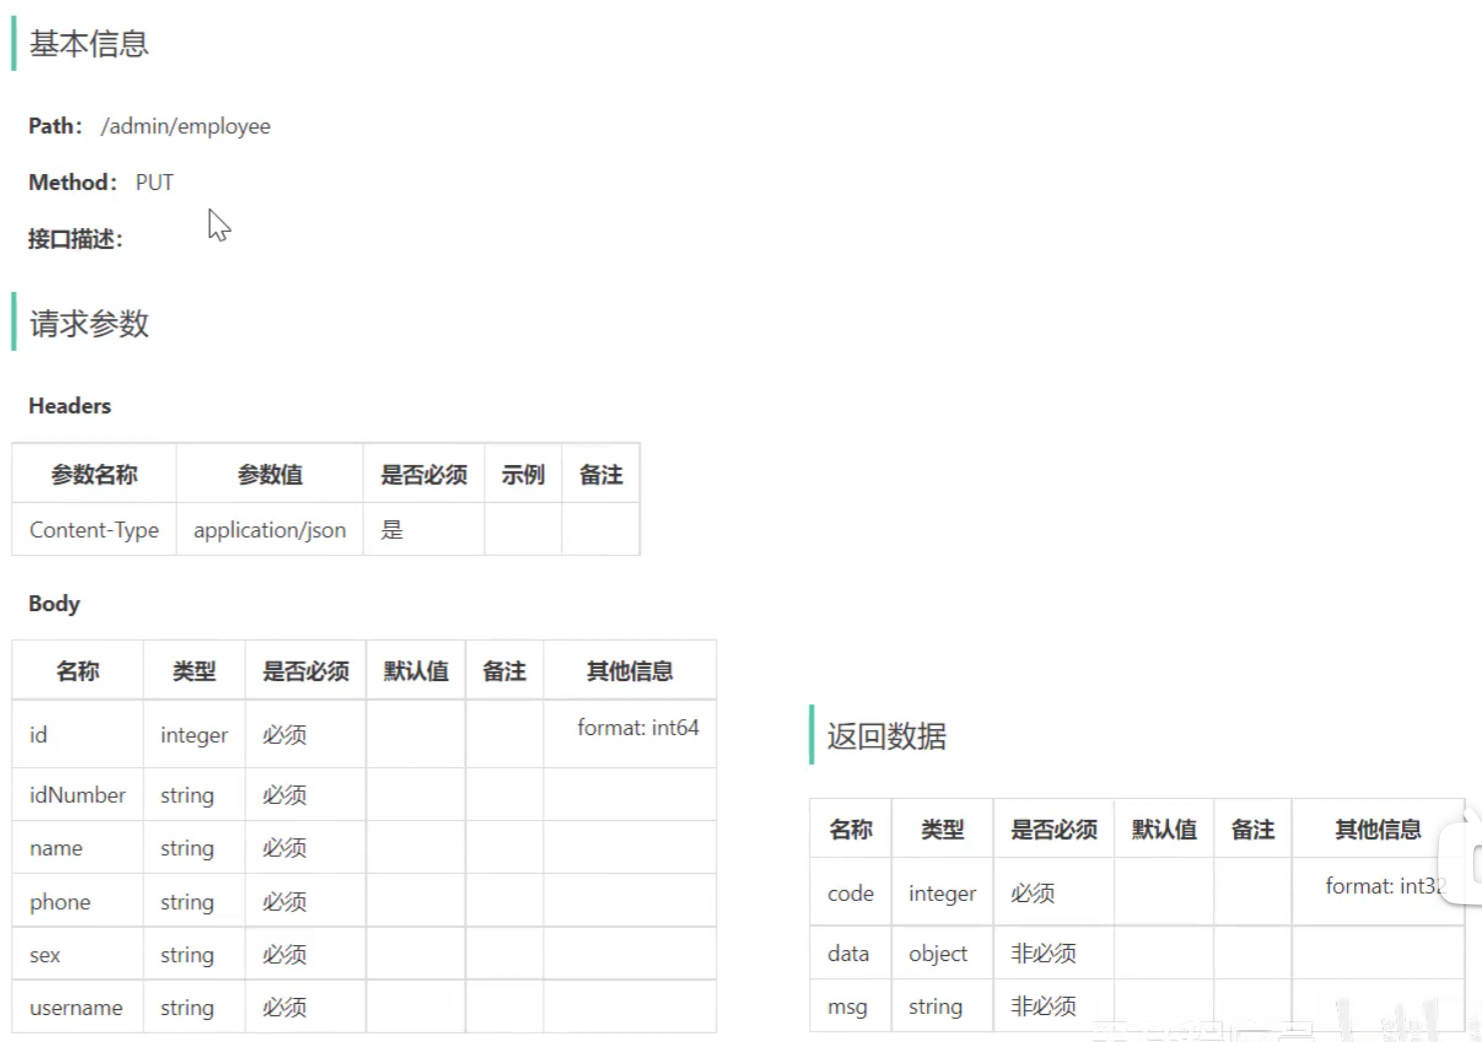 基本信息
Path： /admin/employee
Method： PUT
接口描述：
请求参数
Headers
参数名称 参数值 是否必须 示例 备注
Content-Type application/json 是
Body
名称 类型 是否必须 默认值 备注 其他信息
id integer 必须 format: int64
idNumber string 必须
name string 必须
phone string 必须
sex string 必须
username string 必须
返回数据
名称 类型 是否必须 默认值 备注 其他信息
code integer 必须 format: int32
data object 非必须
msg string 非必须